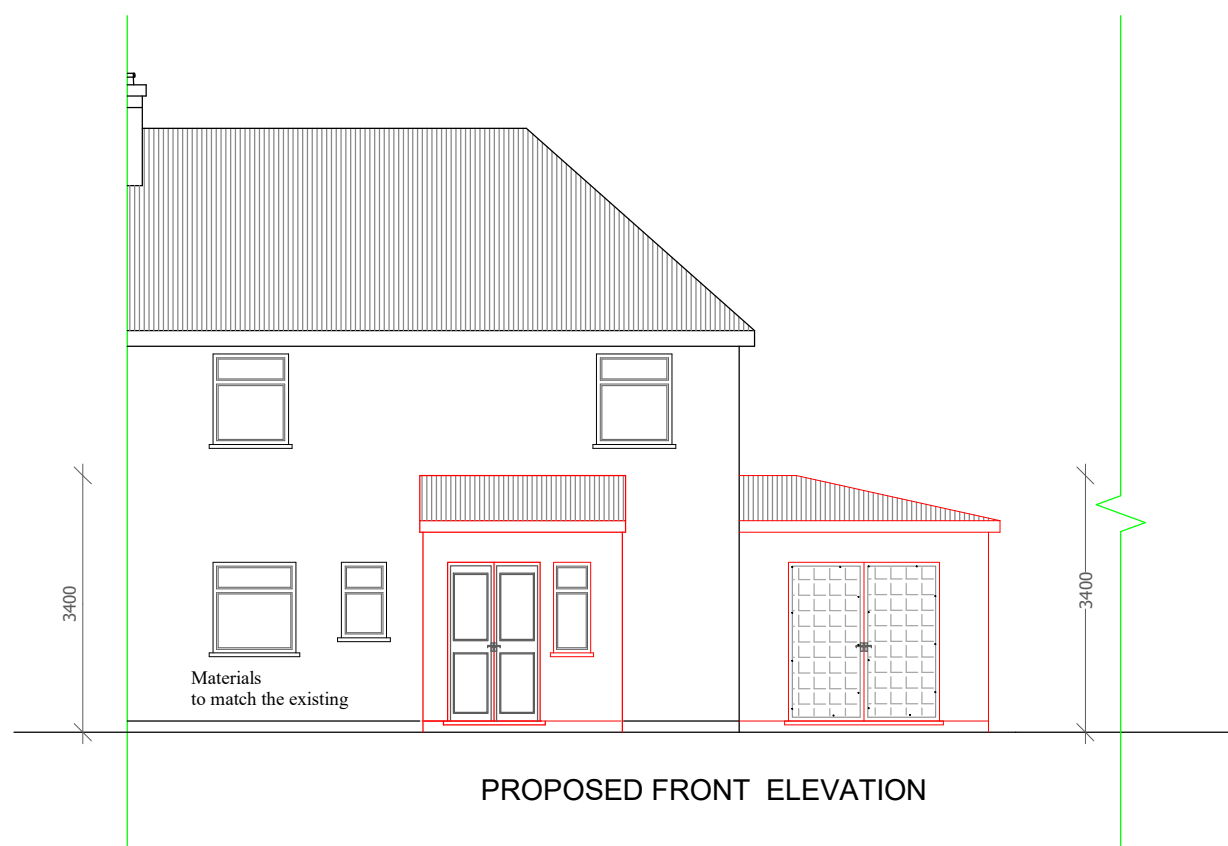 3400
3400
Materials
to match the existing
PROPOSED FRONT ELEVATION